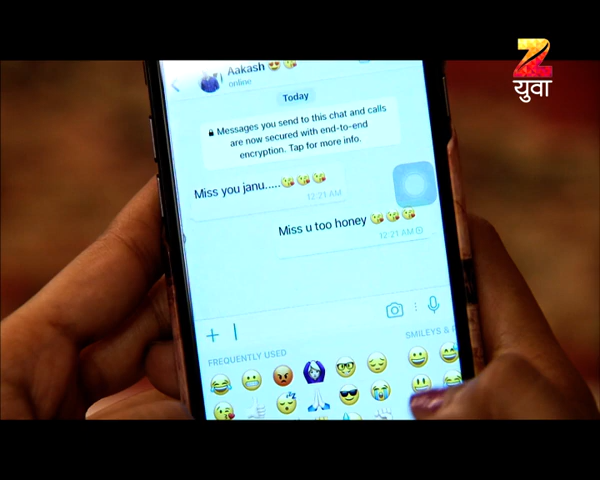 Z
युवा
Aakash 😍😘
online
Today
Messages you send to this chat and calls
are now secured with end-to-end
encryption. Tap for more info.
Miss you janu.....😘😘😘
12:21 AM
Miss u too honey 😘😘😘
12:21 AM
FREQUENTLY USED
SMILEYS & P